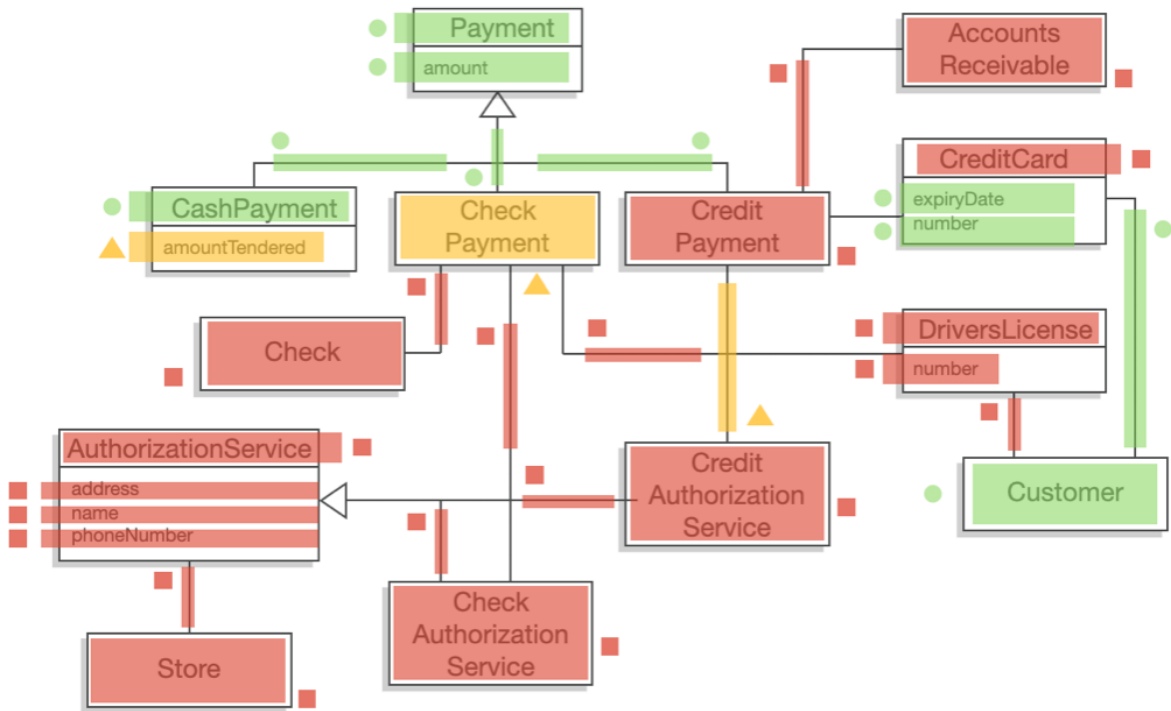 Payment
amount
Accounts
Receivable
CreditCard
expiryDate
number
CashPayment
amountTendered
Check
Payment
Credit
Payment
Check
DriversLicense
number
AuthorizationService
address
name
phoneNumber
Credit
Authorization
Service
Customer
Check
Authorization
Service
Store